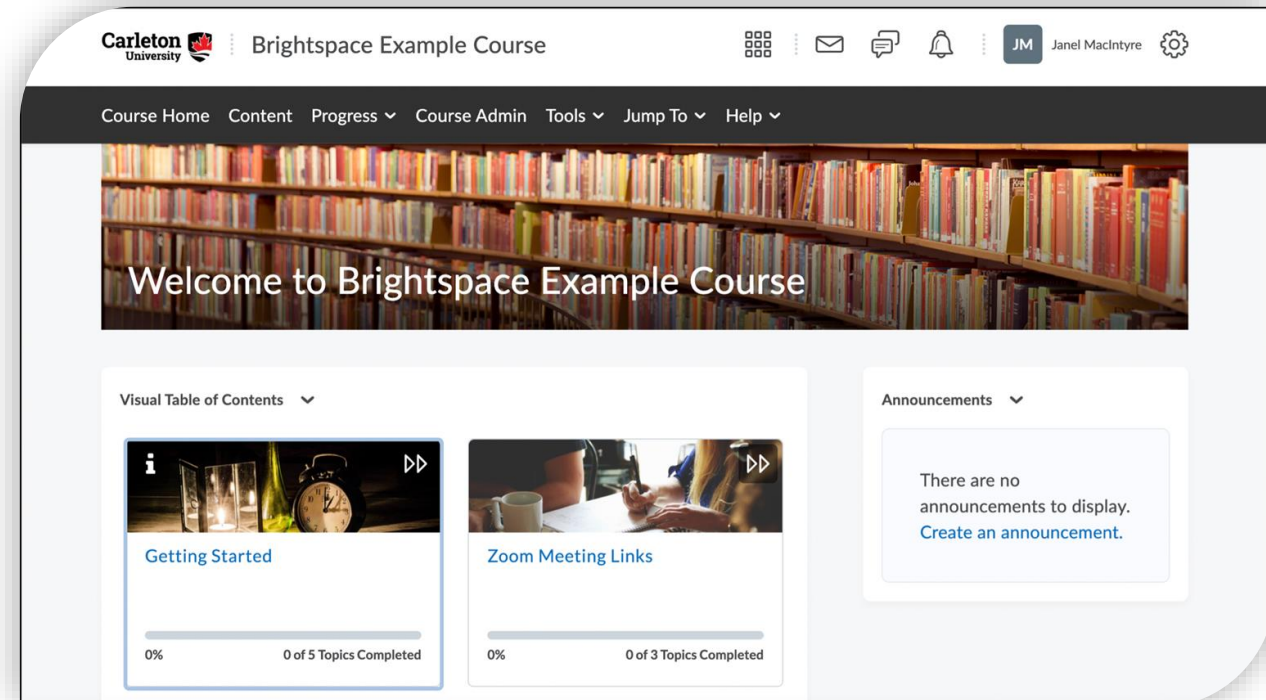 Carleton
University
Brightspace Example Course
JM
Janel MacIntyre
Course Home Content Progress Course Admin Tools Jump To Help
Welcome to Brightspace Example Course
Visual Table of Contents
Getting Started
0% 0 of 5 Topics Completed
Zoom Meeting Links
0% 0 of 3 Topics Completed
Announcements
There are no
announcements to display.
Create an announcement.